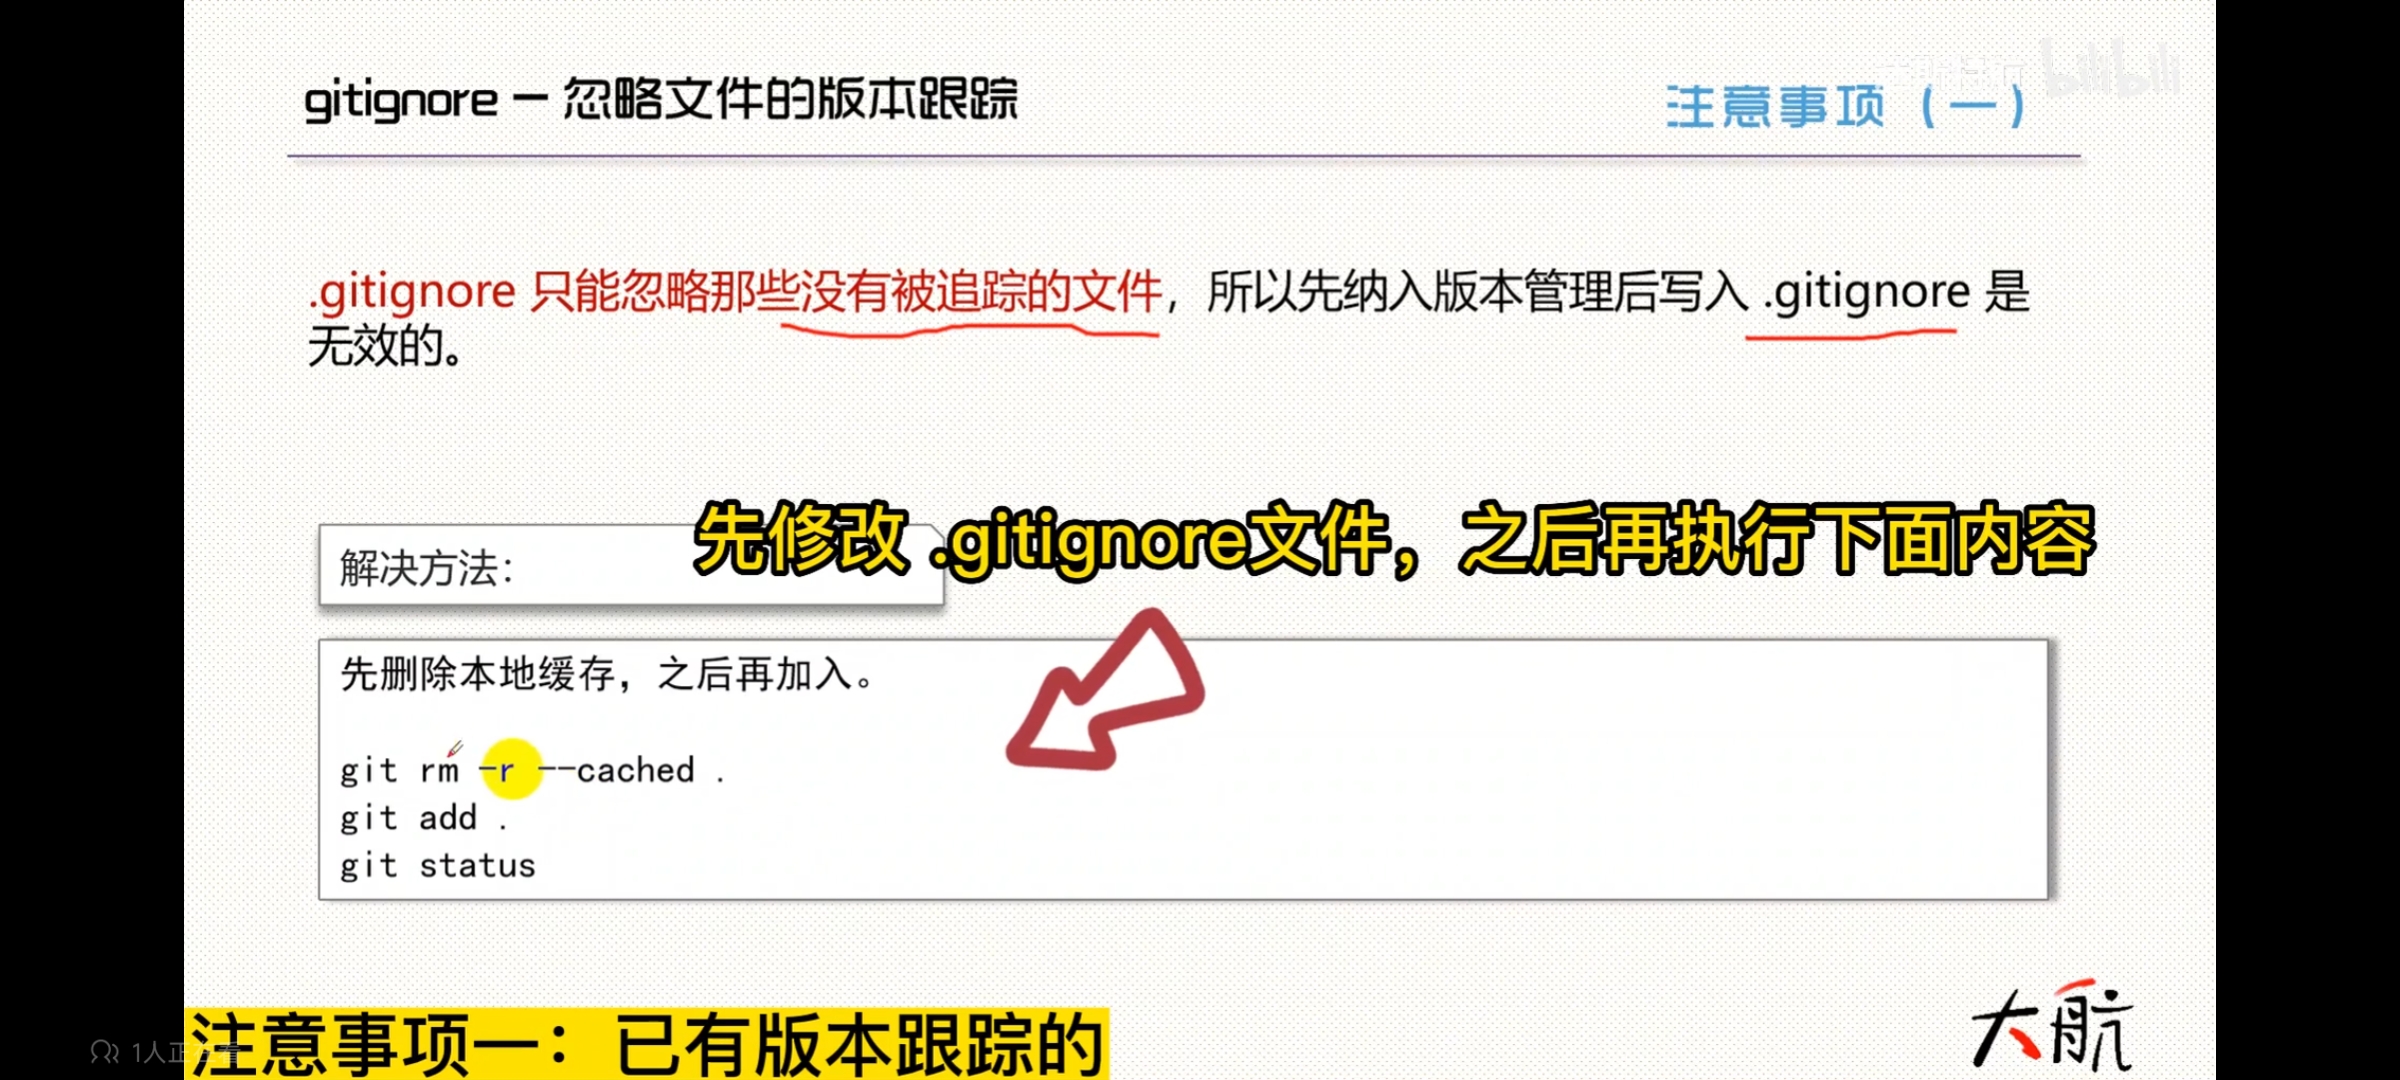 gitignore — 忽略文件的版本跟踪
注意事项（一）
bilibili
.gitignore 只能忽略那些没有被追踪的文件，所以先纳入版本管理后写入 .gitignore 是
无效的。
先修改 .gitignore文件，之后再执行下面内容
解决方法：
先删除本地缓存，之后再加入。
git rm -r --cached .
git add .
git status
大航
注意事项一：已有版本跟踪的
1人正在看